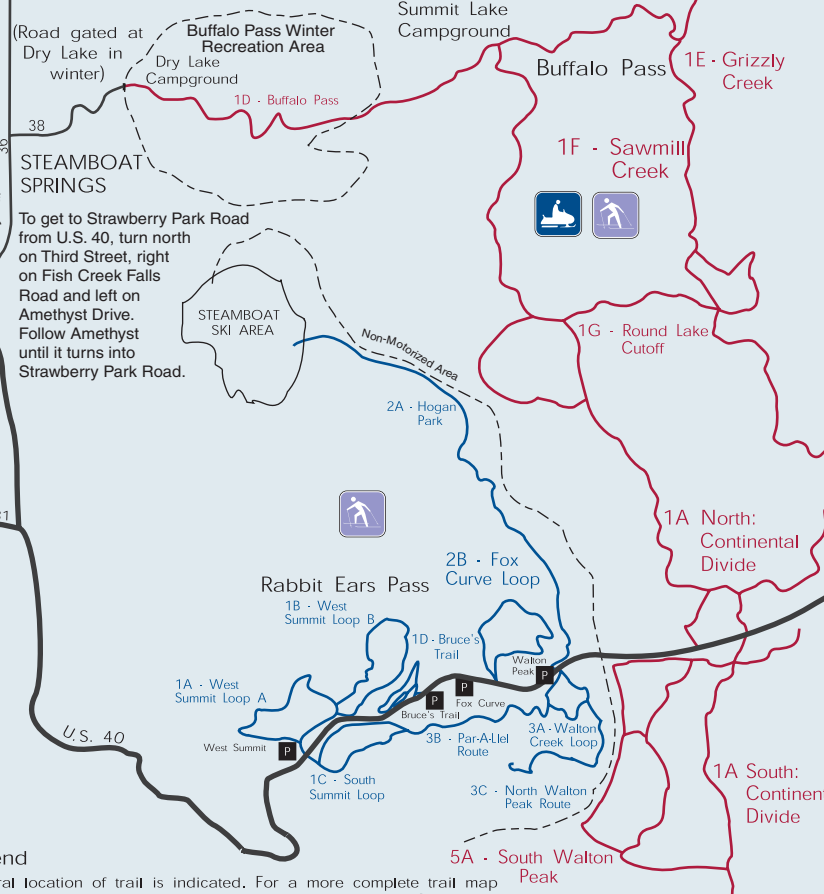 Summit Lake
Campground
(Road gated at
Dry Lake in
winter)
Buffalo Pass Winter
Recreation Area
Dry Lake
Campground
1D - Buffalo Pass
Buffalo Pass
1E - Grizzly
Creek
38
36
1F - Sawmill
Creek
STEAMBOAT
SPRINGS
To get to Strawberry Park Road
from U.S. 40, turn north
on Third Street, right
on Fish Creek Falls
Road and left on
Amethyst Drive.
Follow Amethyst
until it turns into
Strawberry Park Road.
STEAMBOAT
SKI AREA
Non-Motorized Area
1G - Round Lake
Cutoff
2A - Hogan
Park
1A North:
Continental
Divide
2B - Fox
Curve Loop
Rabbit Ears Pass
1B - West
Summit Loop B
1D - Bruce's
Trail
Walton
Peak
P
1A - West
Summit Loop A
P
P
Fox Curve
Bruce's Trail
West Summit
P
U.S. 40
3B - Par-A-Llel
Route
3A - Walton
Creek Loop
1C - South
Summit Loop
3C - North Walton
Peak Route
1A South:
Continent
Divide
5A - South Walton
Peak
end
ral location of trail is indicated. For a more complete trail map